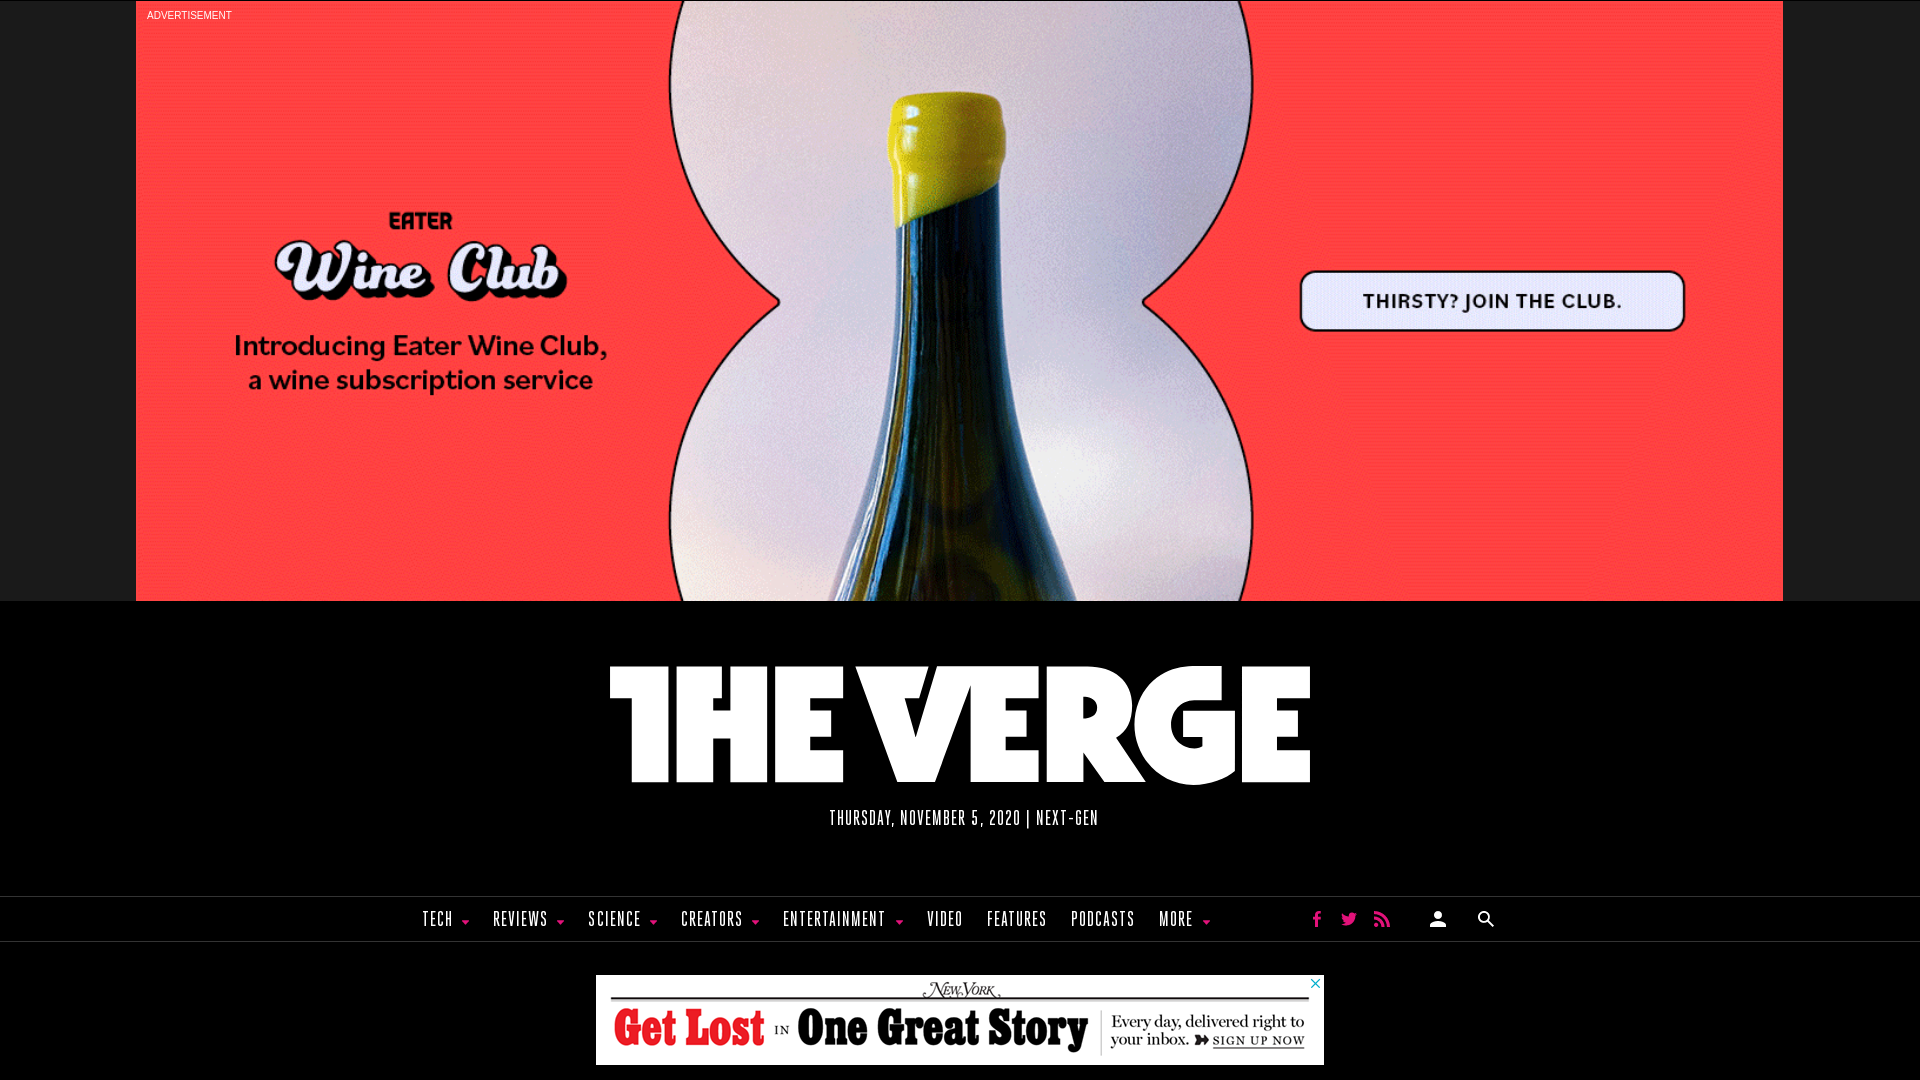 ADVERTISEMENT
EATER
Wine Club
Introducing Eater Wine Club,
a wine subscription service
THIRSTY? JOIN THE CLUB.
THE VERGE
THURSDAY, NOVEMBER 5, 2020 | NEXT-GEN
TECH REVIEWS SCIENCE CREATORS ENTERTAINMENT VIDEO FEATURES PODCASTS MORE
NEW YORK
Get Lost IN One Great Story
Every day, delivered right to
your inbox. SIGN UP NOW